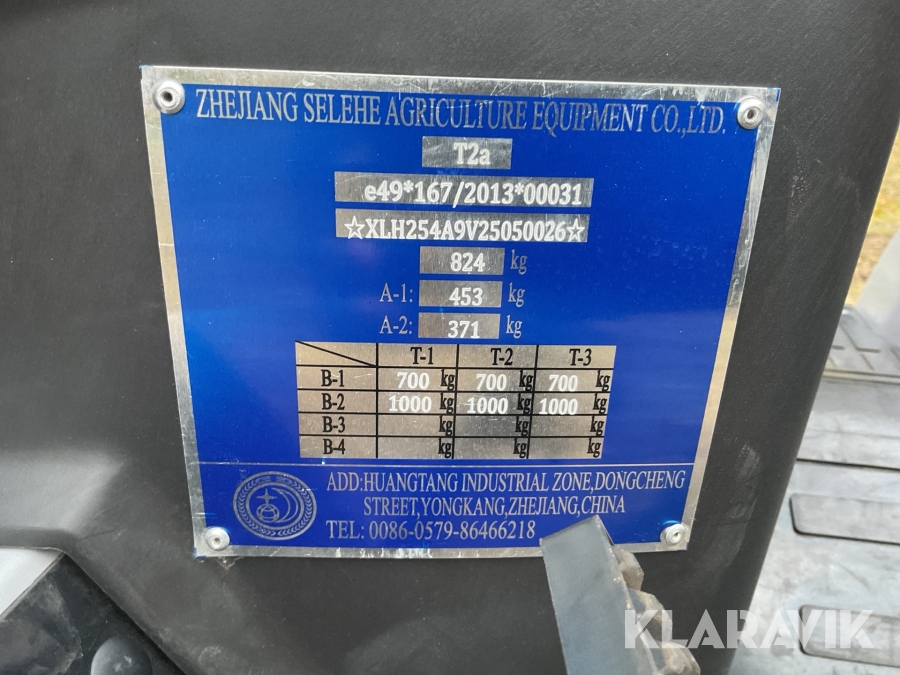 ZHEJIANG SELEHE AGRICULTURE EQUIPMENT CO.,LTD.
T2a
e49*167/2013*00031
☆XLH254A9V25050026☆
824 kg
A-1: 453 kg
A-2: 371 kg
T-1 T-2 T-3
B-1 700 kg 700 kg 700 kg
B-2 1000 kg 1000 kg 1000 kg
B-3 kg kg kg
B-4 kg kg kg
ADD:HUANGTANG INDUSTRIAL ZONE,DONGCHENG
STREET,YONGKANG,ZHEJIANG,CHINA
TEL: 0086-0579-86466218
KLARAVIK